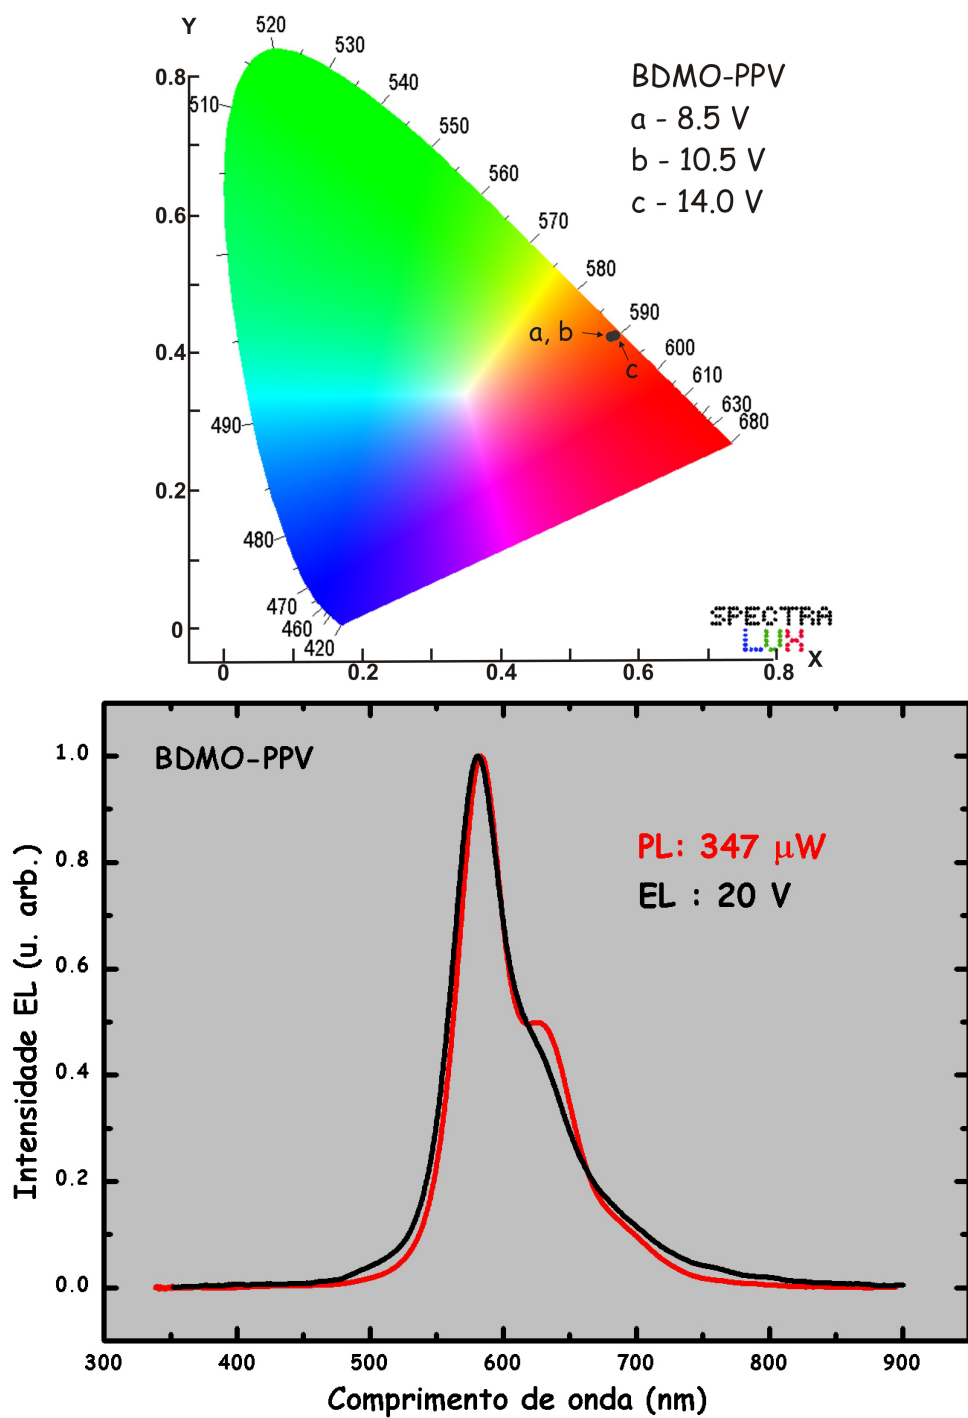 Y
520
530
540
550
560
570
580
590
600
610
630
680
510
490
480
470
460
420
0.8
0.6
0.4
0.2
0
0
0.2
0.4
0.6
0.8
X
BDMO-PPV
a - 8.5 V
b - 10.5 V
c - 14.0 V
a, b
c
SPECTRA
LUX
BDMO-PPV
PL: 347 μW
EL : 20 V
Intensidade EL (u. arb.)
1.0
0.8
0.6
0.4
0.2
0.0
300 400 500 600 700 800 900
Comprimento de onda (nm)